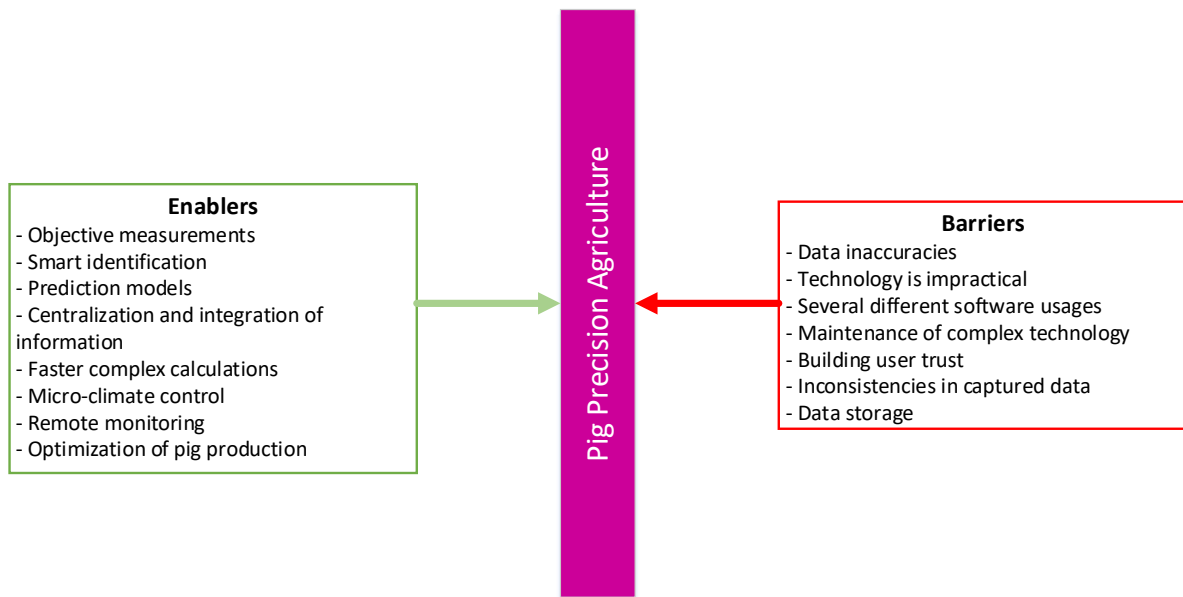 Enablers
- Objective measurements
- Smart identification
- Prediction models
- Centralization and integration of
information
- Faster complex calculations
- Micro-climate control
- Remote monitoring
- Optimization of pig production
Pig Precision Agriculture
Barriers
- Data inaccuracies
- Technology is impractical
- Several different software usages
- Maintenance of complex technology
- Building user trust
- Inconsistencies in captured data
- Data storage